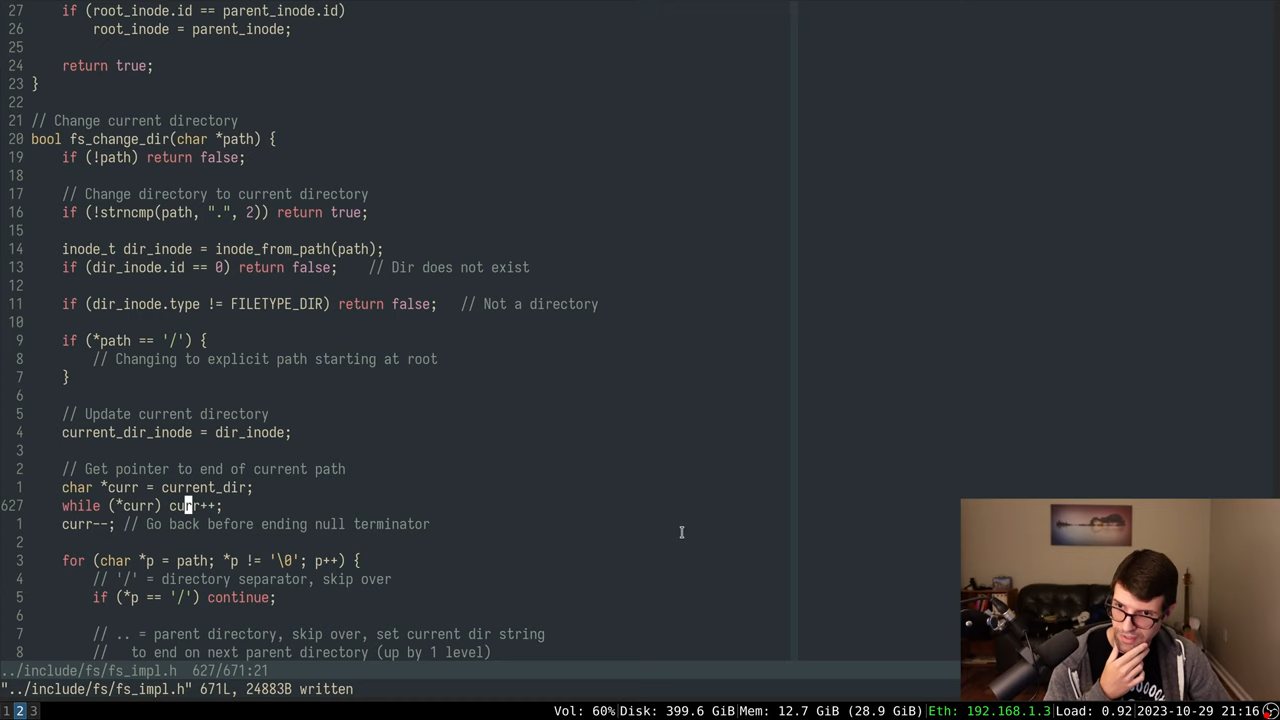 27     if (root_inode.id == parent_inode.id)
26         root_inode = parent_inode;
25
24     return true;
23 }
22
21 // Change current directory
20 bool fs_change_dir(char *path) {
19     if (!path) return false;
18
17     // Change directory to current directory
16     if (!strncmp(path, ".", 2)) return true;
15
14     inode_t dir_inode = inode_from_path(path);
13     if (dir_inode.id == 0) return false;    // Dir does not exist
12
11     if (dir_inode.type != FILETYPE_DIR) return false;   // Not a directory
10
9     if (*path == '/') {
8         // Changing to explicit path starting at root
7     }
6
5     // Update current directory
4     current_dir_inode = dir_inode;
3
2     // Get pointer to end of current path
1     char *curr = current_dir;
627     while (*curr) curr++;
1     curr--; // Go back before ending null terminator
2
3     for (char *p = path; *p != '\0'; p++) {
4         // '/' = directory separator, skip over
5         if (*p == '/') continue;
6
7         // .. = parent directory, skip over, set current dir string
8         //   to end on next parent directory (up by 1 level)
../include/fs/fs_impl.h  627/671:21
"../include/fs/fs_impl.h" 671L, 24883B written
1 2 3 Vol: 60%|Disk: 399.6 GiB|Mem: 12.7 GiB (28.9 GiB)|Eth: 192.168.1.3|Load: 0.92 2023-10-29 21:16